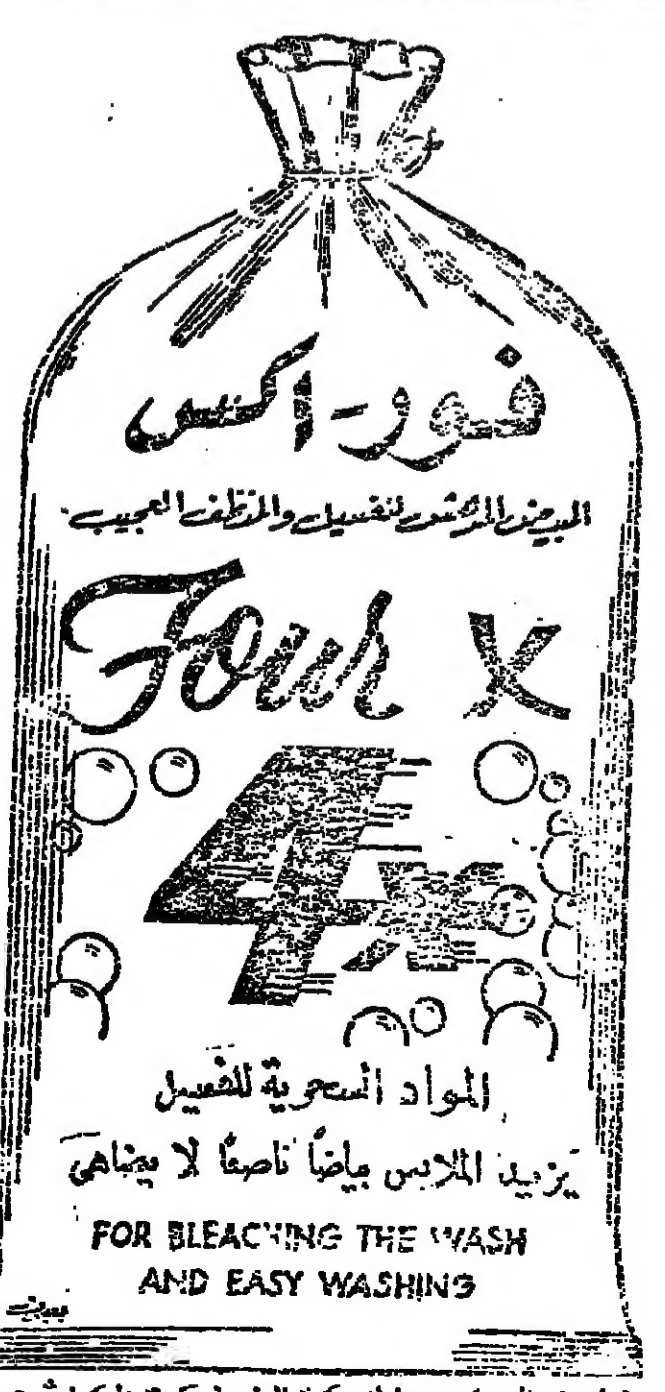 فور-اكس
المبيض المدهش للغسيل والمنظف العجيب
Four X
4x
المواد السحرية للغسيل
يزيد الملابس بياضاً ناصعاً لا يضاهى
FOR BLEACHING THE WASH
AND EASY WASHING